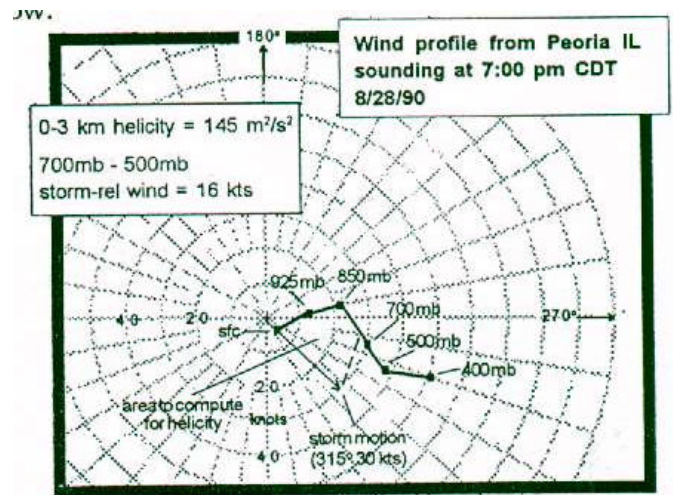 ow.
180°
Wind profile from Peoria IL
sounding at 7:00 pm CDT
8/28/90
0-3 km helicity = 145 m²/s²
700mb - 500mb
storm-rel wind = 16 kts
925mb
850mb
40
20
sfc
700mb
270°
500mb
400mb
area to compute
for helicity
20
knots
storm motion
(315° 30 kts)
40